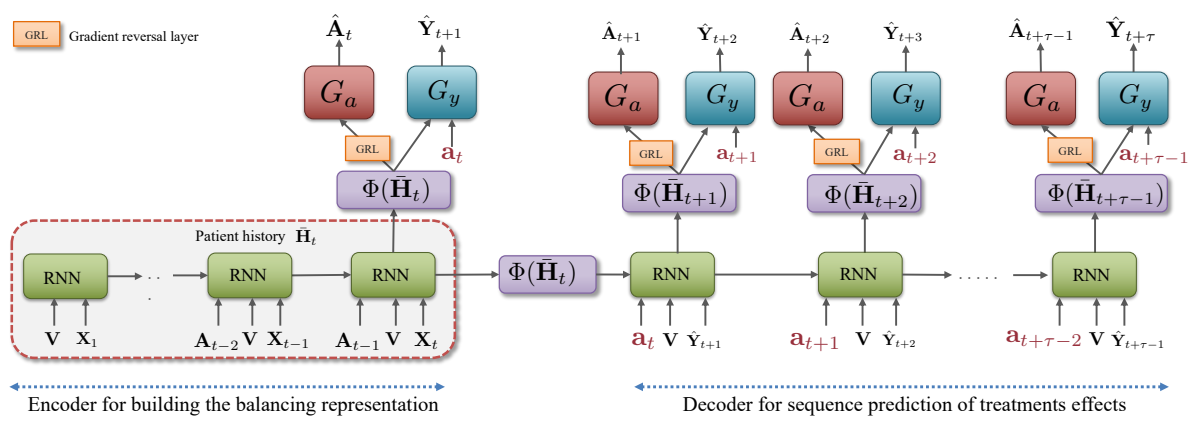 GRL Gradient reversal layer
Â_t Ŷ_{t+1} Â_{t+1} Ŷ_{t+2} Â_{t+2} Ŷ_{t+3} Â_{t+τ−1} Ŷ_{t+τ}
G_a G_y G_a G_y G_a G_y G_a G_y
GRL a_t GRL a_{t+1} GRL a_{t+2} GRL a_{t+τ−1}
Φ(H̄_t) Φ(H̄_{t+1}) Φ(H̄_{t+2}) Φ(H̄_{t+τ−1})
Patient history H̄_t
RNN . . . RNN RNN Φ(H̄_t) RNN RNN . . . . . RNN
V X_1 A_{t−2} V X_{t−1} A_{t−1} V X_t a_t V Ŷ_{t+1} a_{t+1} V Ŷ_{t+2} a_{t+τ−2} V Ŷ_{t+τ−1}
Encoder for building the balancing representation
Decoder for sequence prediction of treatments effects